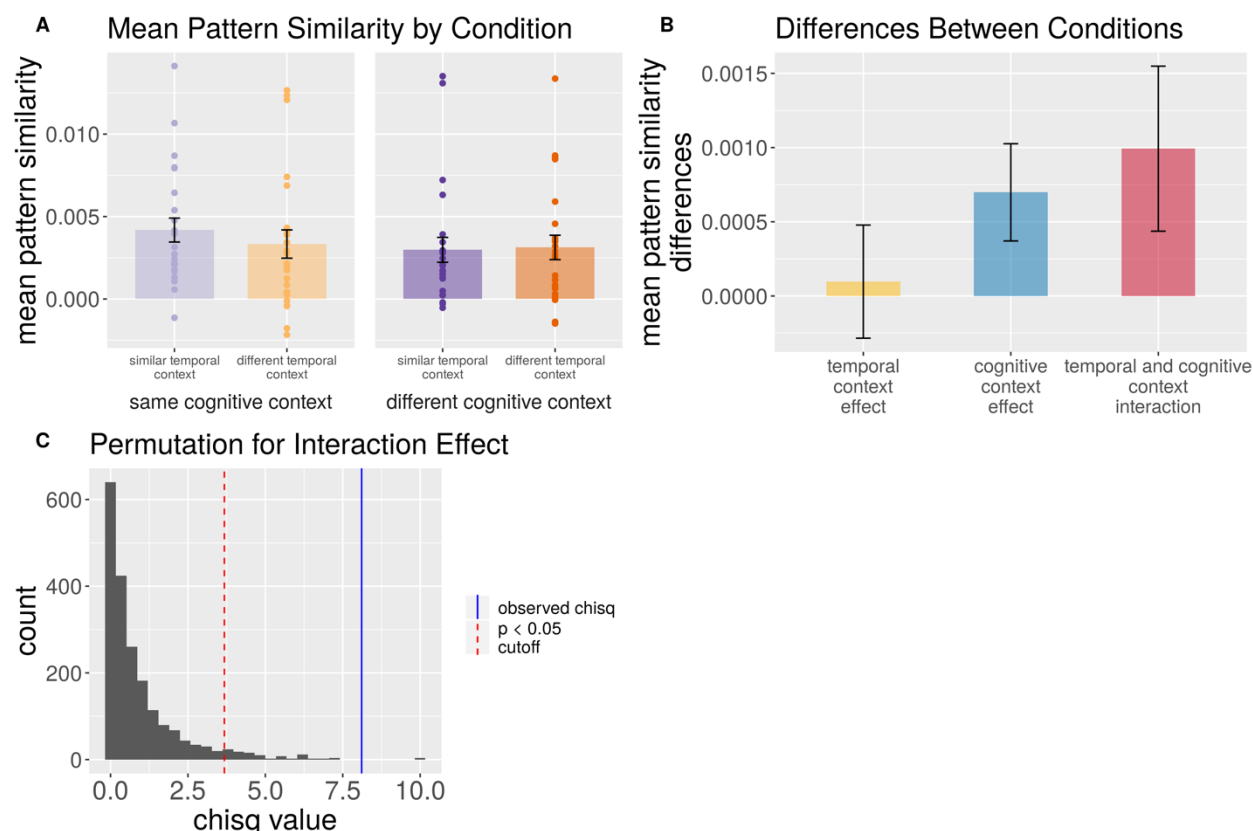 A
Mean Pattern Similarity by Condition
mean pattern similarity
0.010
0.005
0.000
similar temporal
context
different temporal
context
similar temporal
context
different temporal
context
same cognitive context
different cognitive context
B
Differences Between Conditions
mean pattern similarity
differences
0.0015
0.0010
0.0005
0.0000
temporal
context
effect
cognitive
context
effect
temporal and cognitive
context
interaction
C
Permutation for Interaction Effect
count
600
400
200
0
0.0
2.5
5.0
7.5
10.0
chisq value
observed chisq
p < 0.05
cutoff